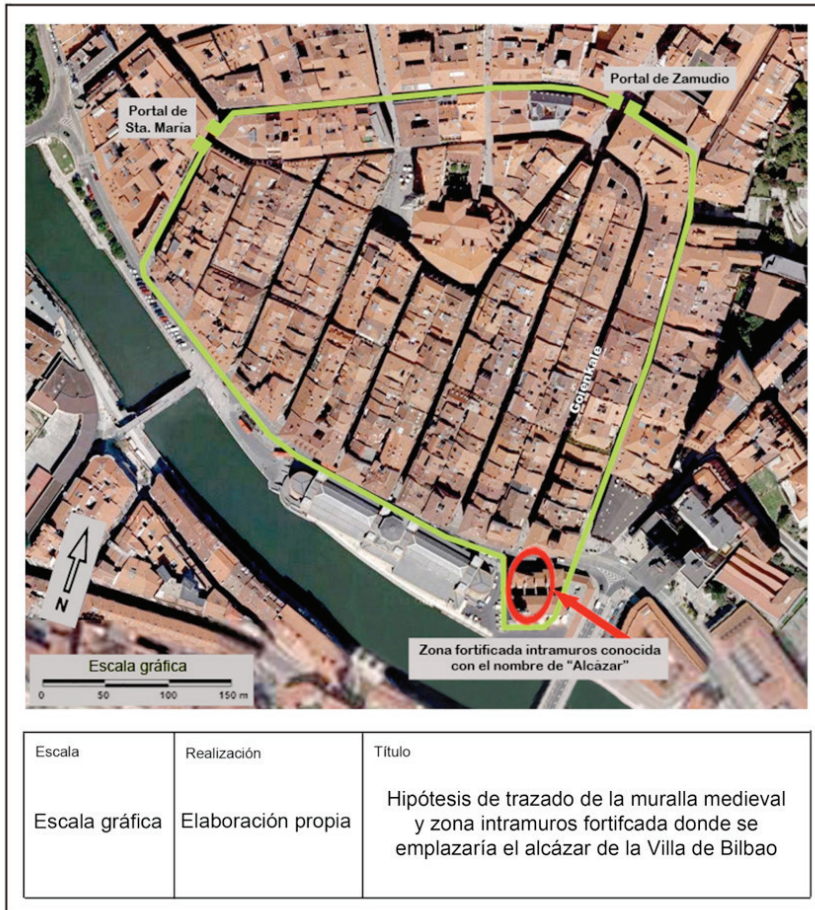 Portal de Zamudio
Portal de
Sta. María
Goienkale
N
Zona fortificada intramuros conocida
con el nombre de "Alcázar"
Escala gráfica
0 50 100 150 m
Escala
Realización
Título
Escala gráfica
Elaboración propia
Hipótesis de trazado de la muralla medieval
y zona intramuros fortifcada donde se
emplazaría el alcázar de la Villa de Bilbao